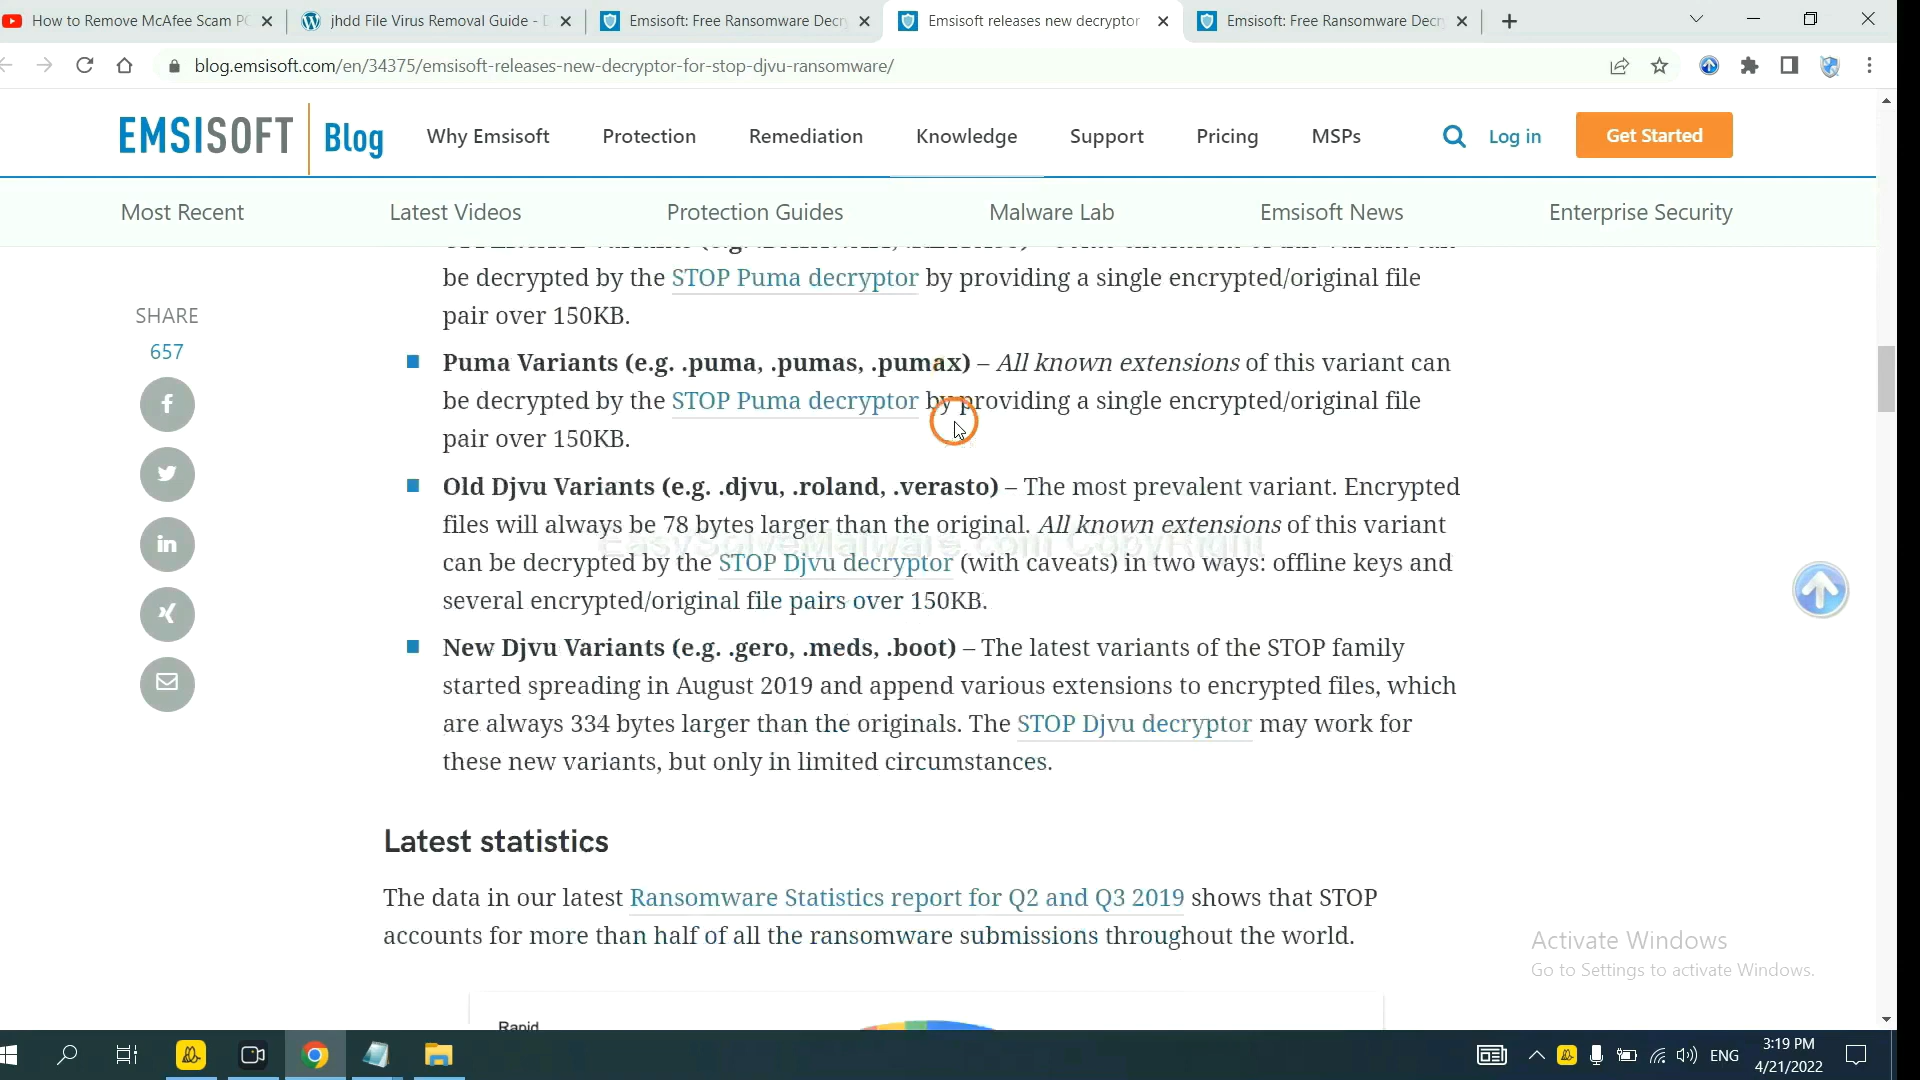 How to Remove McAfee Scam P
jhdd File Virus Removal Guide - D
Emsisoft: Free Ransomware Decr
Emsisoft releases new decryptor
Emsisoft: Free Ransomware Decr
blog.emsisoft.com/en/34375/emsisoft-releases-new-decryptor-for-stop-djvu-ransomware/
EMSISOFT Blog Why Emsisoft Protection Remediation Knowledge Support Pricing MSPs Log in Get Started
Most Recent Latest Videos Protection Guides Malware Lab Emsisoft News Enterprise Security
SHARE
657
be decrypted by the STOP Puma decryptor by providing a single encrypted/original file
pair over 150KB.
Puma Variants (e.g. .puma, .pumas, .pumax) – All known extensions of this variant can
be decrypted by the STOP Puma decryptor by providing a single encrypted/original file
pair over 150KB.
Old Djvu Variants (e.g. .djvu, .roland, .verasto) – The most prevalent variant. Encrypted
files will always be 78 bytes larger than the original. All known extensions of this variant
EasySolveMalware.com CopyRight
can be decrypted by the STOP Djvu decryptor (with caveats) in two ways: offline keys and
several encrypted/original file pairs over 150KB.
New Djvu Variants (e.g. .gero, .meds, .boot) – The latest variants of the STOP family
started spreading in August 2019 and append various extensions to encrypted files, which
are always 334 bytes larger than the originals. The STOP Djvu decryptor may work for
these new variants, but only in limited circumstances.
Latest statistics
The data in our latest Ransomware Statistics report for Q2 and Q3 2019 shows that STOP
accounts for more than half of all the ransomware submissions throughout the world.
Rapid
Activate Windows
Go to Settings to activate Windows.
ENG
3:19 PM
4/21/2022